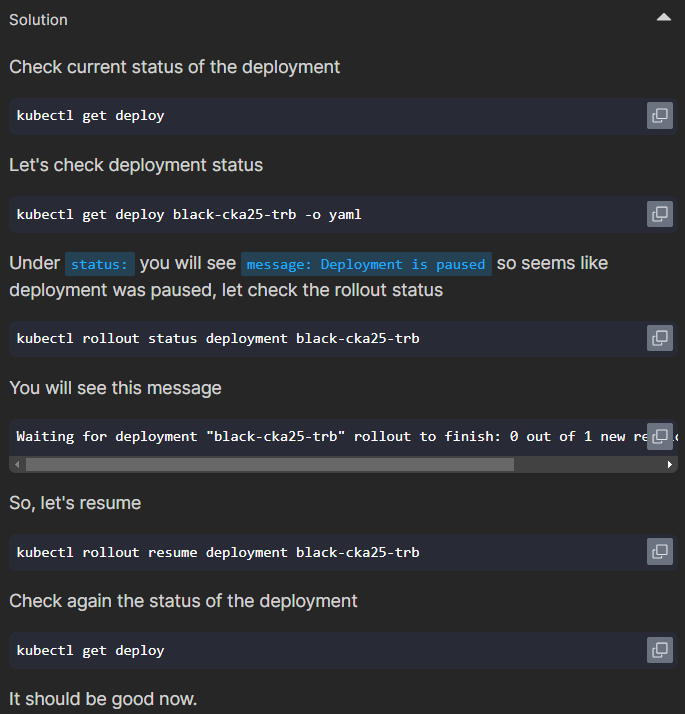 Solution
Check current status of the deployment
kubectl get deploy
Let's check deployment status
kubectl get deploy black-cka25-trb -o yaml
Under status: you will see message: Deployment is paused so seems like
deployment was paused, let check the rollout status
kubectl rollout status deployment black-cka25-trb
You will see this message
Waiting for deployment "black-cka25-trb" rollout to finish: 0 out of 1 new
So, let's resume
kubectl rollout resume deployment black-cka25-trb
Check again the status of the deployment
kubectl get deploy
It should be good now.